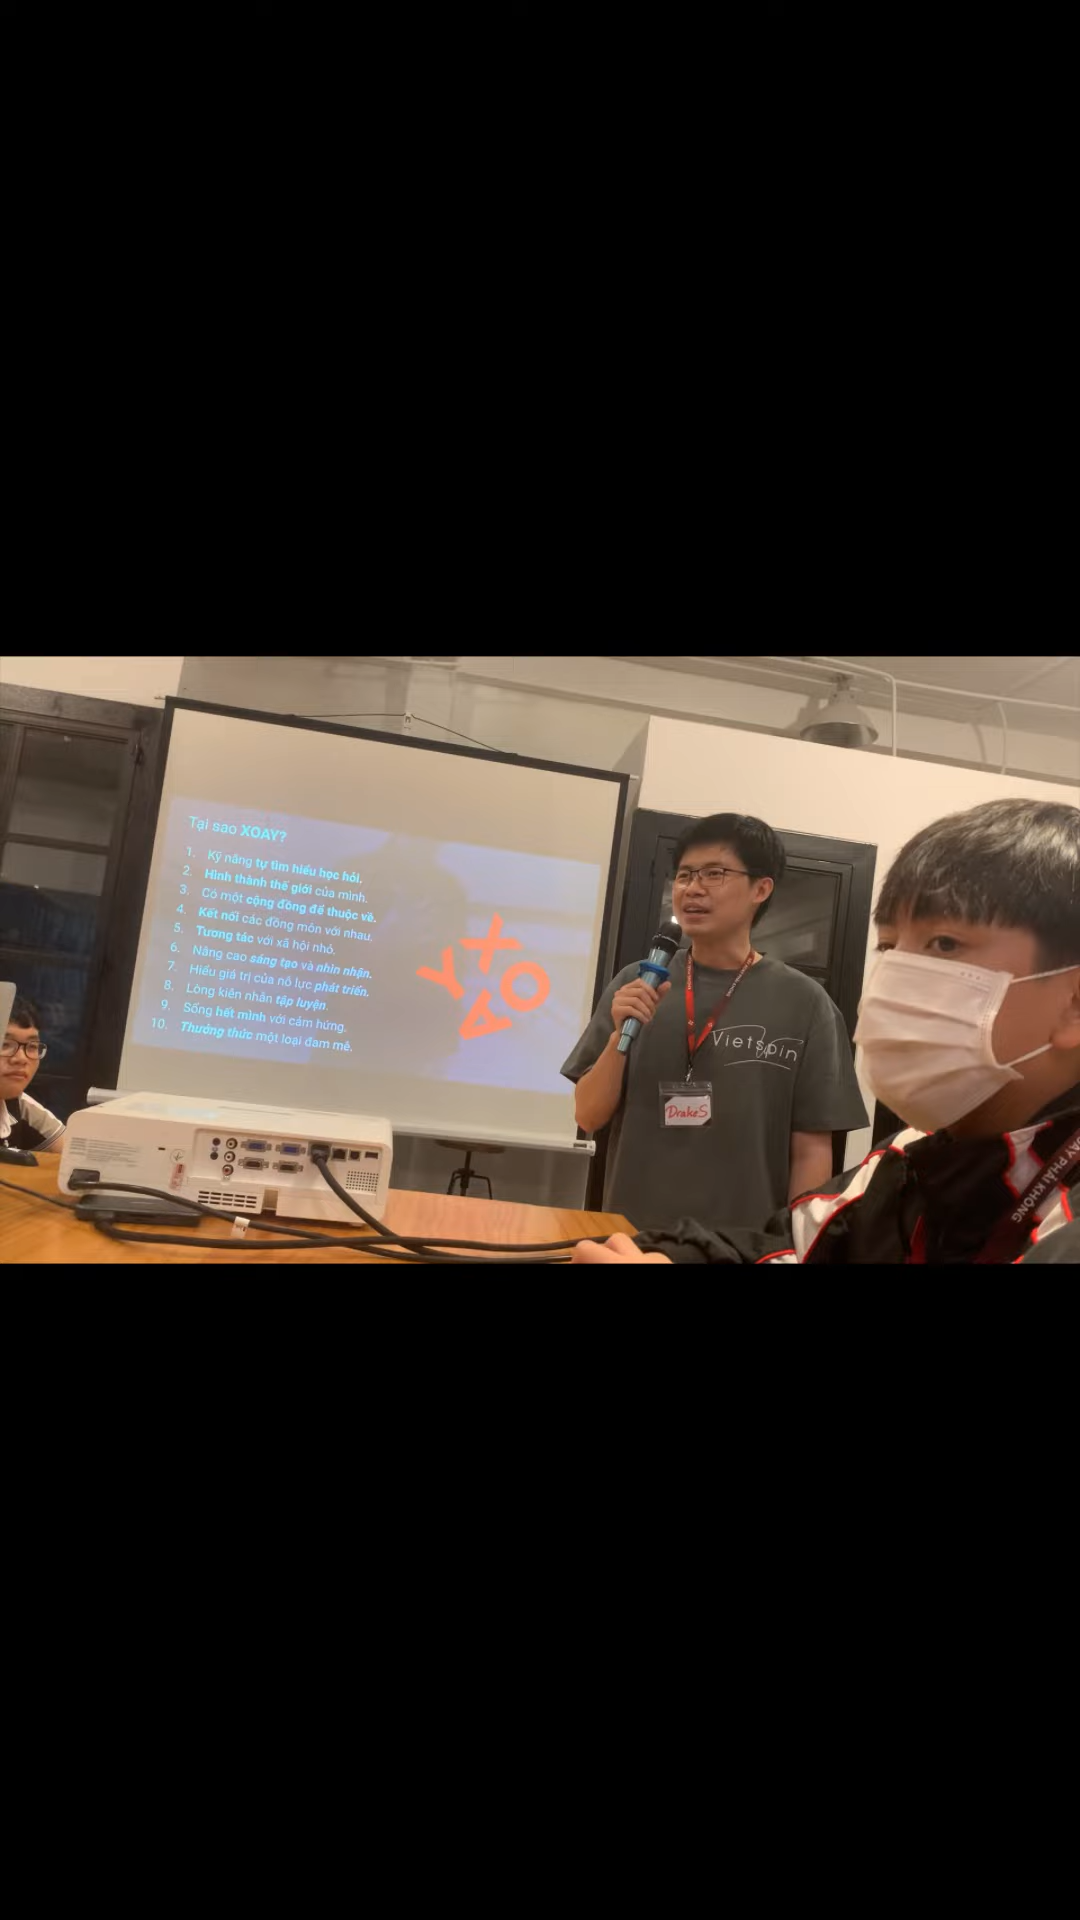 Tại sao XOAY?
1. Kỹ năng tự tìm hiểu học hỏi.
2. Hình thành thế giới của mình.
3. Có một cộng đồng để thuộc về.
4. Kết nối các đồng môn với nhau.
5. Tương tác với xã hội nhỏ.
6. Nâng cao sáng tạo và nhìn nhận.
7. Hiểu giá trị của nỗ lực phát triển.
8. Lòng kiên nhẫn tập luyện.
9. Sống hết mình với cảm hứng.
10. Thưởng thức một loại đam mê.
XOAY
Vietspin
DrakeS
PHẢI KHÔNG